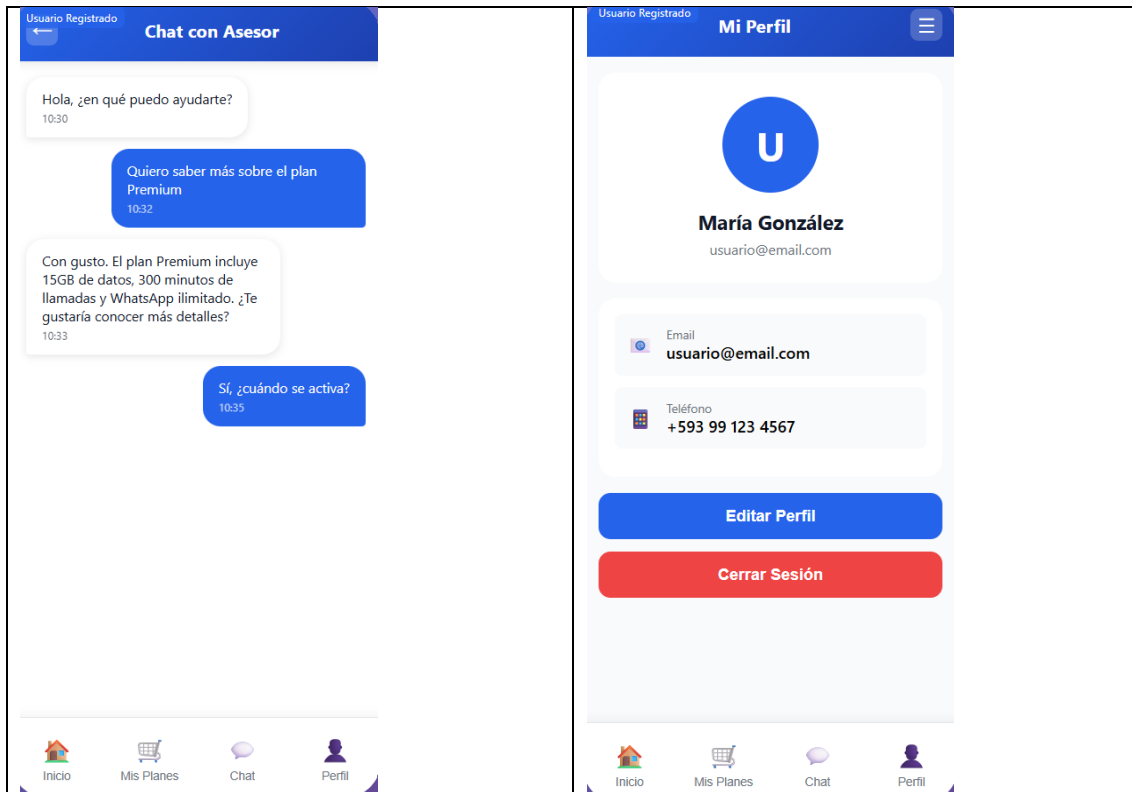 Usuario Registrado
Chat con Asesor
Hola, ¿en qué puedo ayudarte?
10:30
Quiero saber más sobre el plan
Premium
10:32
Con gusto. El plan Premium incluye
15GB de datos, 300 minutos de
llamadas y WhatsApp ilimitado. ¿Te
gustaría conocer más detalles?
10:33
Sí, ¿cuándo se activa?
10:35
Inicio
Mis Planes
Chat
Perfil
Usuario Registrado
Mi Perfil
U
María González
usuario@email.com
Email
usuario@email.com
Teléfono
+593 99 123 4567
Editar Perfil
Cerrar Sesión
Inicio
Mis Planes
Chat
Perfil